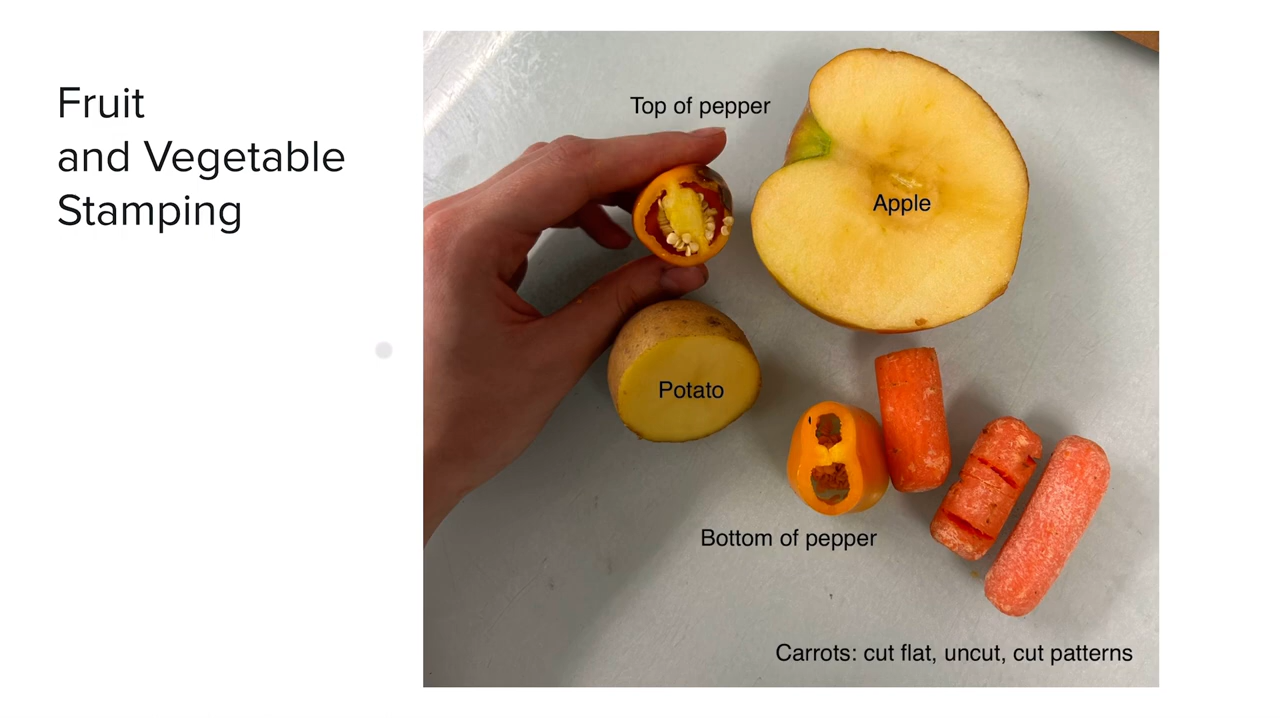 Fruit
and Vegetable
Stamping
Top of pepper
Apple
Potato
Bottom of pepper
Carrots: cut flat, uncut, cut patterns